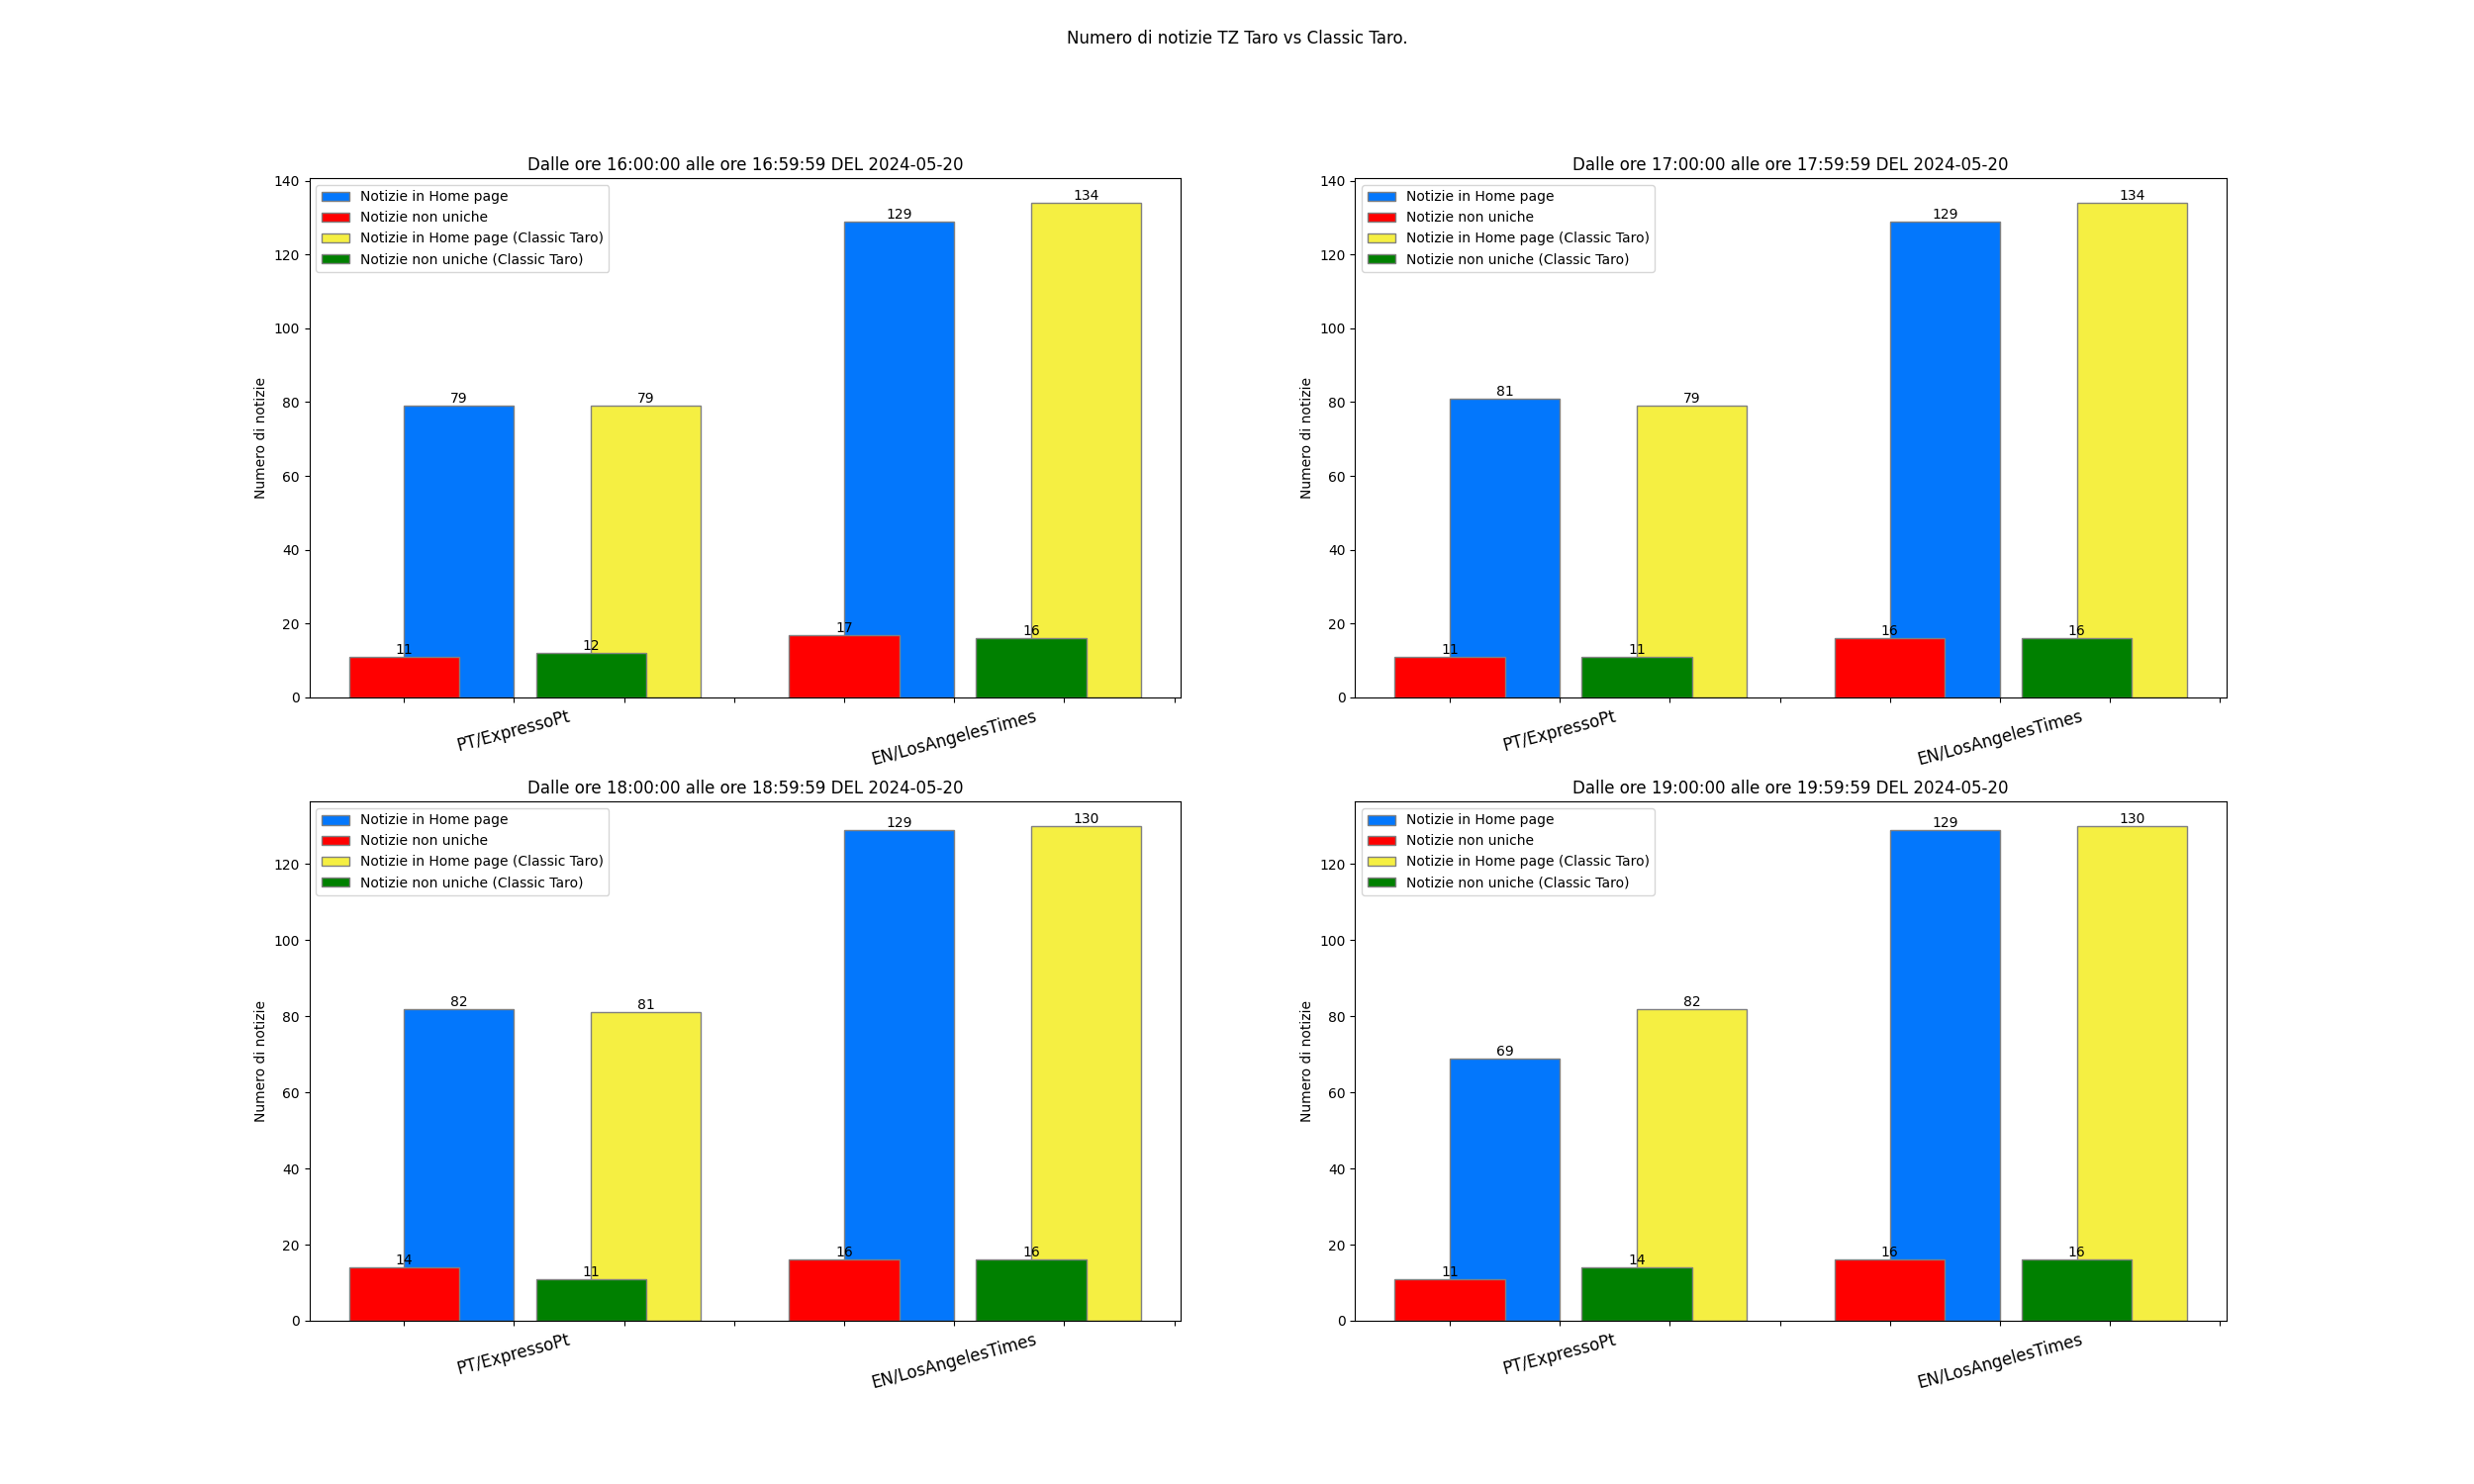 Numero di notizie TZ Taro vs Classic Taro.
Dalle ore 16:00:00 alle ore 16:59:59 DEL 2024-05-20
Notizie in Home page
Notizie non uniche
Notizie in Home page (Classic Taro)
Notizie non uniche (Classic Taro)
Numero di notizie
140
120
100
80
60
40
20
0
79
79
129
134
11
12
17
16
PT/ExpressoPt
EN/LosAngelesTimes
Dalle ore 17:00:00 alle ore 17:59:59 DEL 2024-05-20
Notizie in Home page
Notizie non uniche
Notizie in Home page (Classic Taro)
Notizie non uniche (Classic Taro)
Numero di notizie
140
120
100
80
60
40
20
0
81
79
129
134
11
11
16
16
PT/ExpressoPt
EN/LosAngelesTimes
Dalle ore 18:00:00 alle ore 18:59:59 DEL 2024-05-20
Notizie in Home page
Notizie non uniche
Notizie in Home page (Classic Taro)
Notizie non uniche (Classic Taro)
Numero di notizie
120
100
80
60
40
20
0
82
81
129
130
14
11
16
16
PT/ExpressoPt
EN/LosAngelesTimes
Dalle ore 19:00:00 alle ore 19:59:59 DEL 2024-05-20
Notizie in Home page
Notizie non uniche
Notizie in Home page (Classic Taro)
Notizie non uniche (Classic Taro)
Numero di notizie
120
100
80
60
40
20
0
69
82
129
130
11
14
16
16
PT/ExpressoPt
EN/LosAngelesTimes